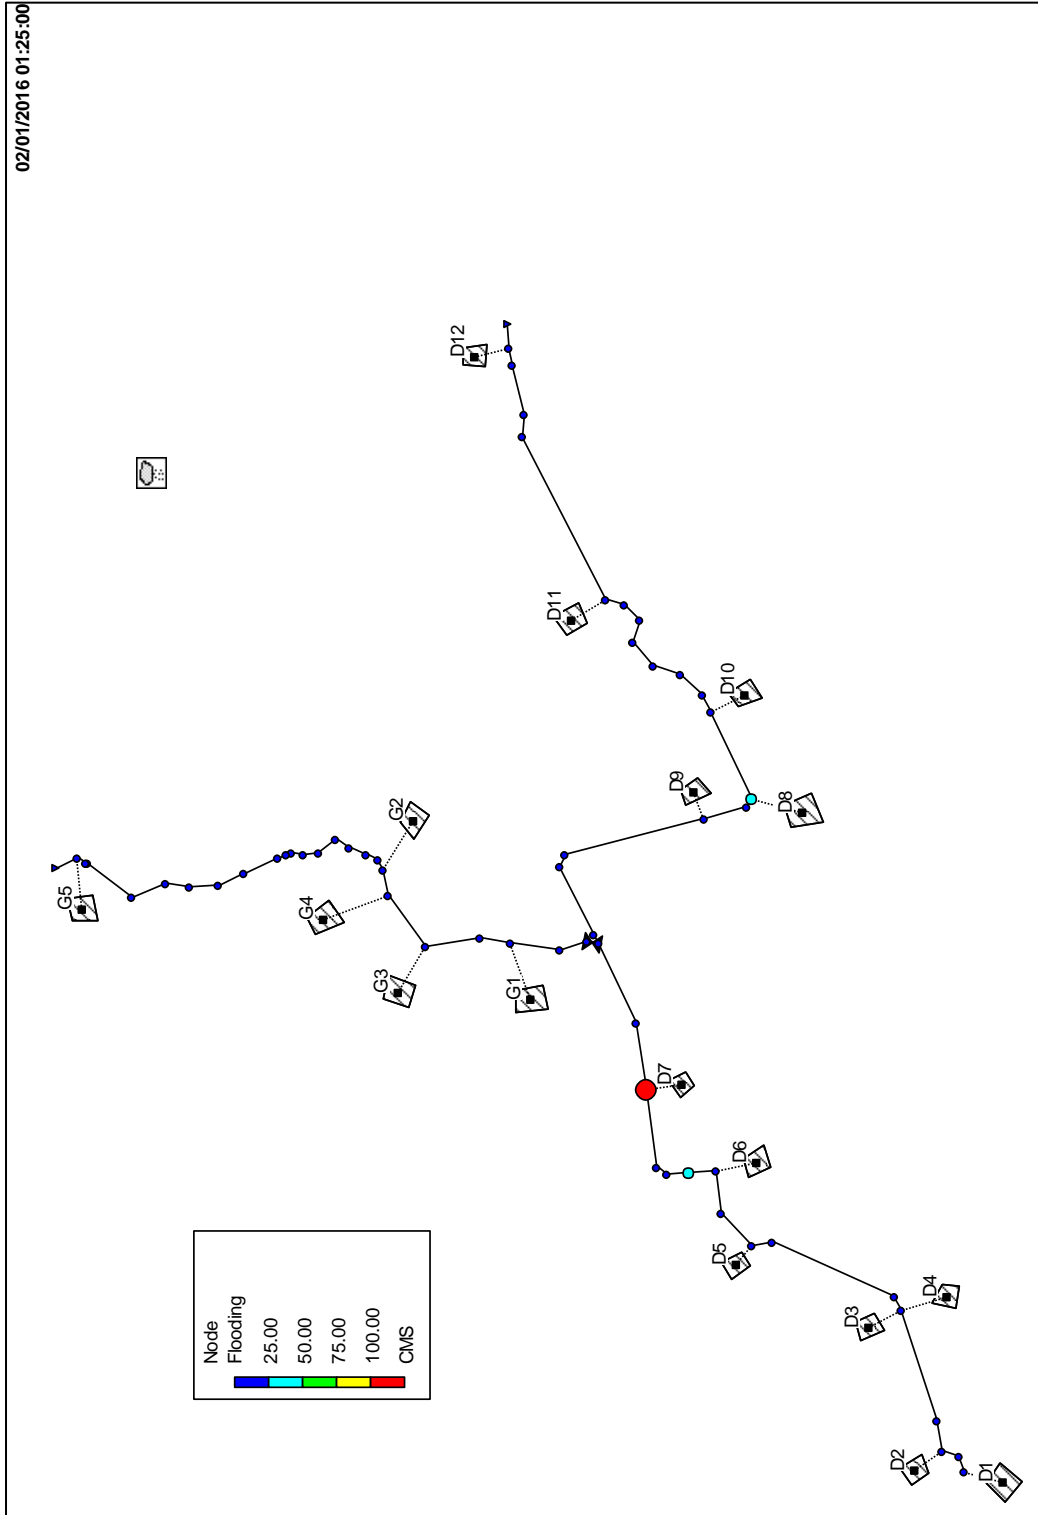 02/01/2016 01:25:00
D12
D11
D10
D9
D8
G2
G5
G4
G3
G1
D7
D6
D5
D4
D3
D2
D1
Node
Flooding
25.00
50.00
75.00
100.00
CMS